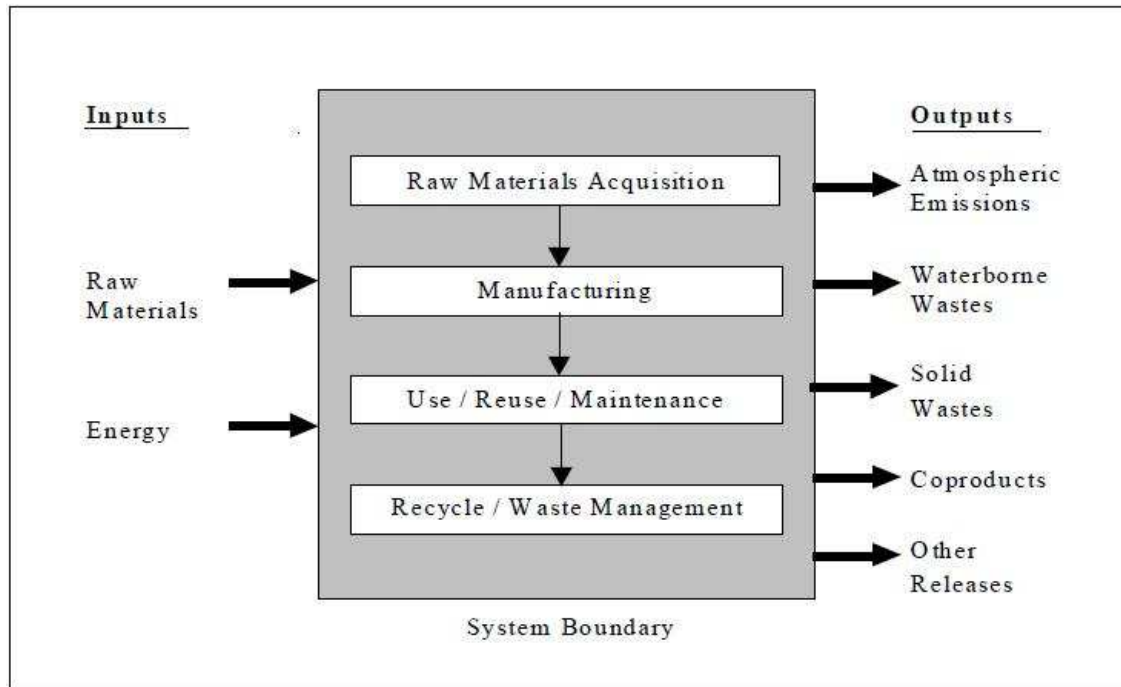 Inputs
Raw
Materials
Energy
Raw Materials Acquisition
Manufacturing
Use / Reuse / Maintenance
Recycle / Waste Management
System Boundary
Outputs
Atmospheric
Emissions
Waterborne
Wastes
Solid
Wastes
Coproducts
Other
Releases